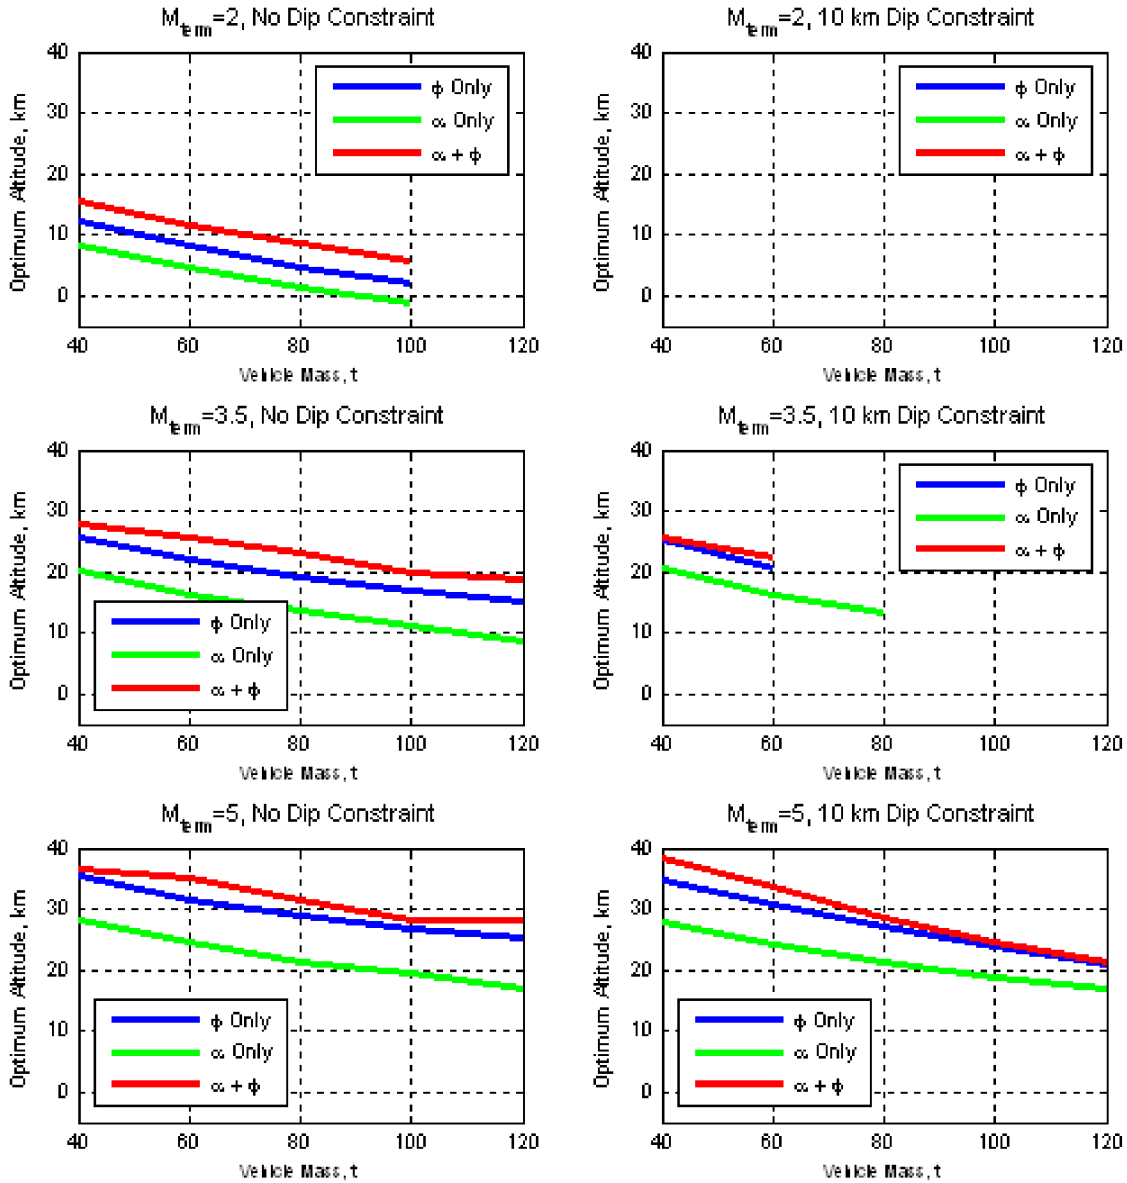 M_term=2, No Dip Constraint
Optimum Altitude, km
40
30
20
10
0
ϕ Only
α Only
α + ϕ
40 60 80 100 120
Vehicle Mass, t
M_term=2, 10 km Dip Constraint
Optimum Altitude, km
40
30
20
10
0
ϕ Only
α Only
α + ϕ
40 60 80 100 120
Vehicle Mass, t
M_term=3.5, No Dip Constraint
Optimum Altitude, km
40
30
20
10
0
ϕ Only
α Only
α + ϕ
40 60 80 100 120
Vehicle Mass, t
M_term=3.5, 10 km Dip Constraint
Optimum Altitude, km
40
30
20
10
0
ϕ Only
α Only
α + ϕ
40 60 80 100 120
Vehicle Mass, t
M_term=5, No Dip Constraint
Optimum Altitude, km
40
30
20
10
0
ϕ Only
α Only
α + ϕ
40 60 80 100 120
Vehicle Mass, t
M_term=5, 10 km Dip Constraint
Optimum Altitude, km
40
30
20
10
0
ϕ Only
α Only
α + ϕ
40 60 80 100 120
Vehicle Mass, t